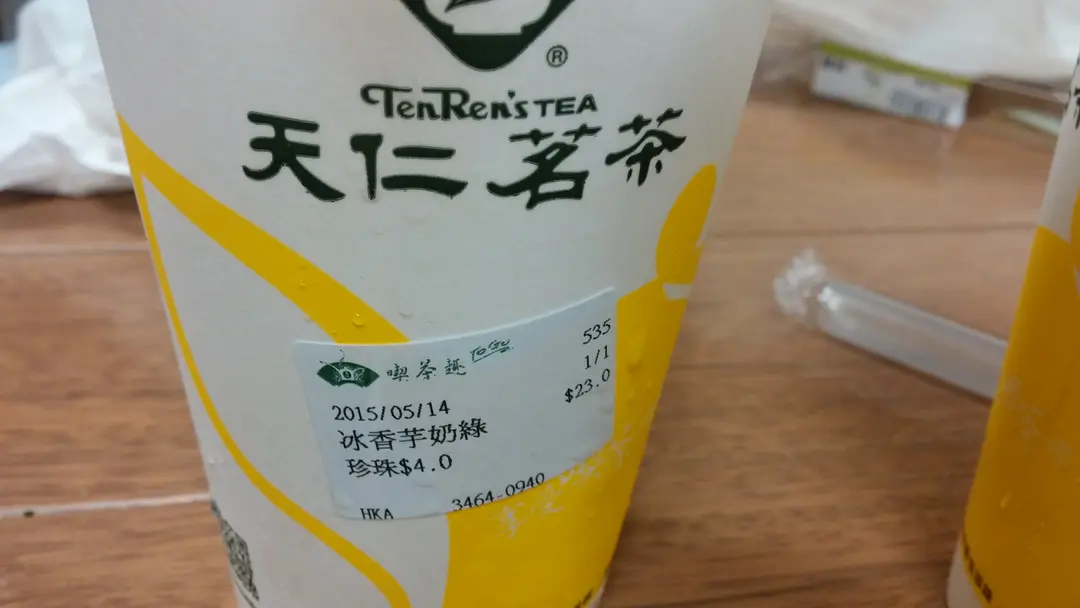 ®
TenRen's TEA
天仁茗茶
喫茶趣 To Go
535
1/1
2015/05/14
$23.0
冰香芋奶綠
珍珠$4.0
HKA 3464-0940